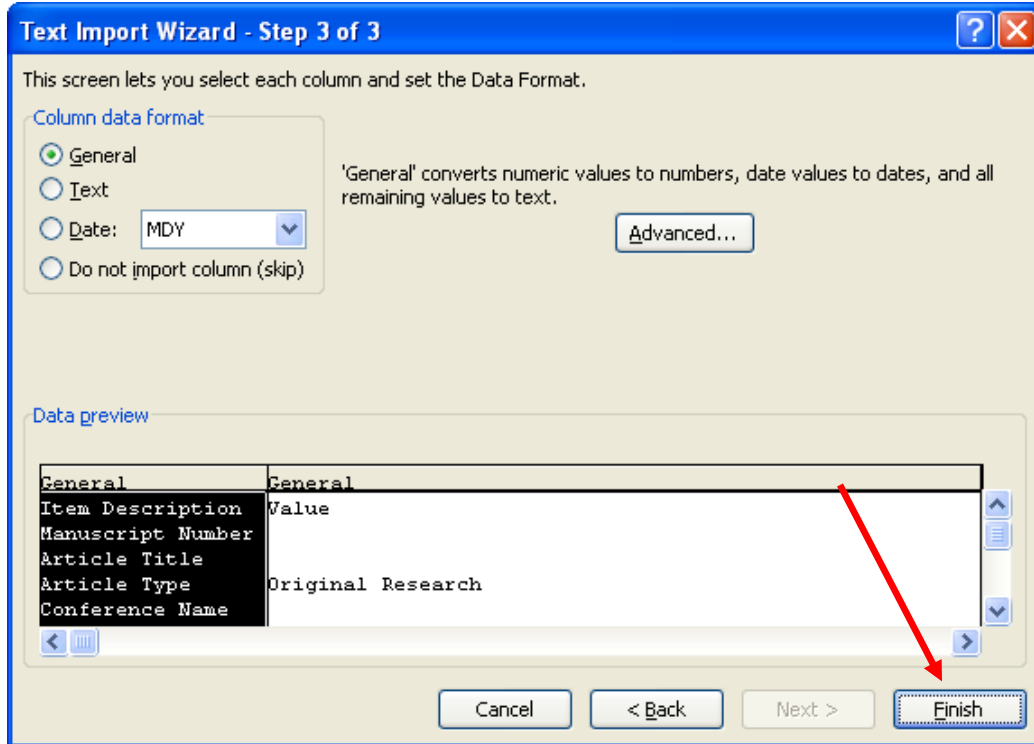 Text Import Wizard - Step 3 of 3
This screen lets you select each column and set the Data Format.
Column data format
General
Text
Date: MDY
Do not import column (skip)
'General' converts numeric values to numbers, date values to dates, and all
remaining values to text.
Advanced...
Data preview
General General
Item Description Value
Manuscript Number
Article Title
Article Type Original Research
Conference Name
Cancel < Back Next > Finish